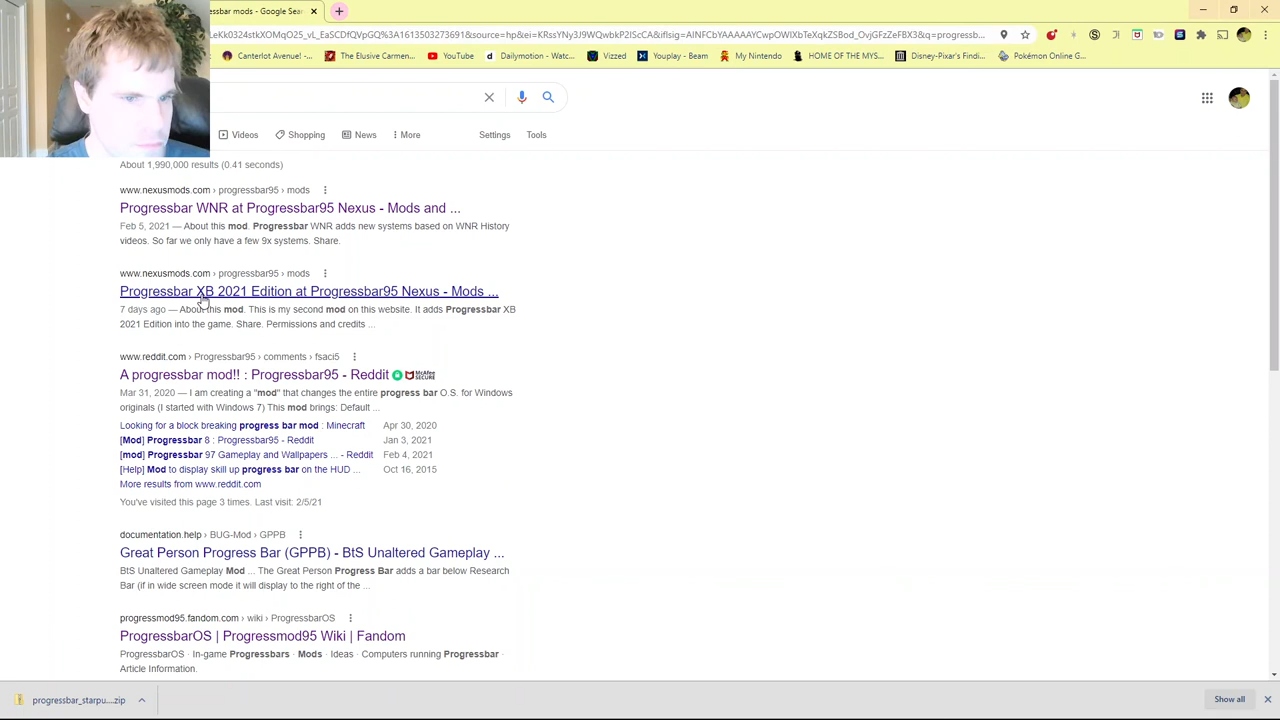 mods - Google Sea
eKk0324stkXOMqO25_vL_EaSCDfQVpGQ%3A1613503273691&source=hp&ei=KRssYNy3J9WQwbkP2IScCA&iflsig=AINFCbYAAAAAYCwpOWIXbTeXqkZSBod_OvjGFzZeFBX3&q=progressb...
Canterlot Avenue! -...
The Elusive Carmen...
YouTube
Dailymotion - Watc...
Vizzed
Youplay - Beam
My Nintendo
HOME OF THE MYS...
Disney-Pixar's Findi...
Pokémon Online G...
Videos
Shopping
News
More
Settings
Tools
About 1,990,000 results (0.41 seconds)
www.nexusmods.com › progressbar95 › mods
Progressbar WNR at Progressbar95 Nexus - Mods and ...
Feb 5, 2021 — About this mod. Progressbar WNR adds new systems based on WNR History
videos. So far we only have a few 9x systems. Share.
www.nexusmods.com › progressbar95 › mods
Progressbar XB 2021 Edition at Progressbar95 Nexus - Mods ...
7 days ago — About this mod. This is my second mod on this website. It adds Progressbar XB
2021 Edition into the game. Share. Permissions and credits ...
www.reddit.com › Progressbar95 › comments › fsaci5
A progressbar mod!! : Progressbar95 - Reddit
McAfee
SECURE
Mar 31, 2020 — I am creating a "mod" that changes the entire progress bar O.S. for Windows
originals (I started with Windows 7) This mod brings: Default ...
Looking for a block breaking progress bar mod : Minecraft Apr 30, 2020
[Mod] Progressbar 8 : Progressbar95 - Reddit Jan 3, 2021
[mod] Progressbar 97 Gameplay and Wallpapers ... - Reddit Feb 4, 2021
[Help] Mod to display skill up progress bar on the HUD ... Oct 16, 2015
More results from www.reddit.com
You've visited this page 3 times. Last visit: 2/5/21
documentation.help › BUG-Mod › GPPB
Great Person Progress Bar (GPPB) - BtS Unaltered Gameplay ...
BtS Unaltered Gameplay Mod ... The Great Person Progress Bar adds a bar below Research
Bar (if in wide screen mode it will display to the right of the ...
progressmod95.fandom.com › wiki › ProgressbarOS
ProgressbarOS | Progressmod95 Wiki | Fandom
ProgressbarOS · In-game Progressbars · Mods · Ideas · Computers running Progressbar ·
Article Information.
progressbar_starpu....zip
Show all